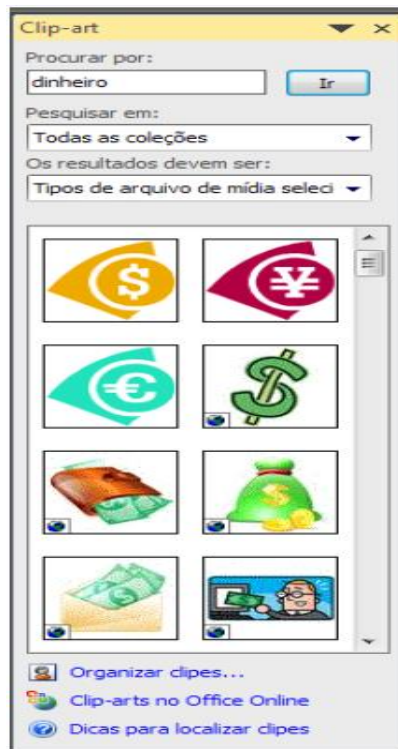 Clip-art
Procurar por:
dinheiro
Ir
Pesquisar em:
Todas as coleções
Os resultados devem ser:
Tipos de arquivo de mídia seleci
$
¥
€
$
$
Organizar clipes...
Clip-arts no Office Online
Dicas para localizar clipes